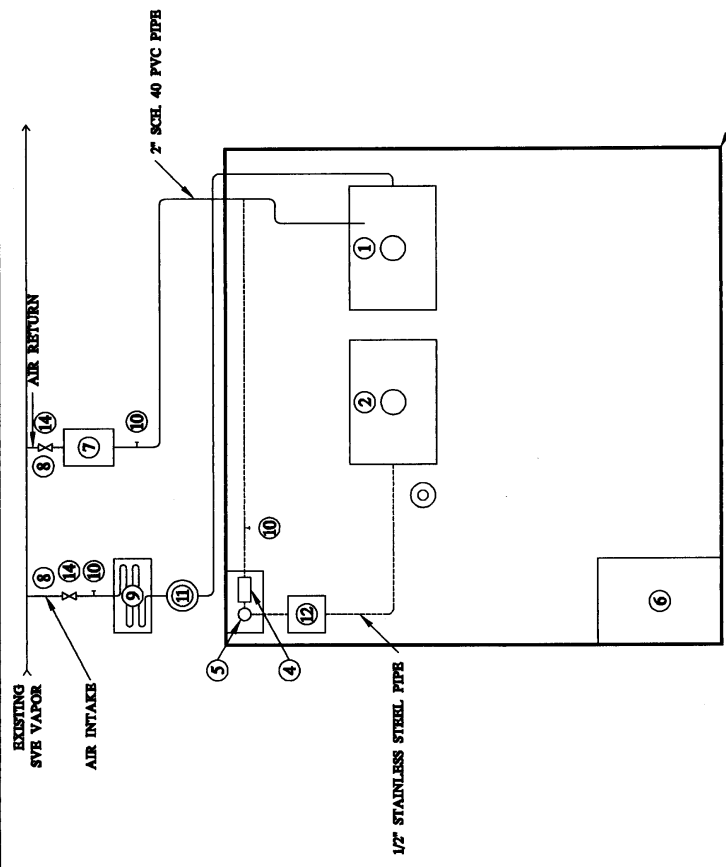 EXISTING
SVE VAPOR
AIR INTAKE
AIR RETURN
2" SCH. 40 PVC PIPE
1/2" STAINLESS STEEL PIPE
8
14
10
9
11
8
14
7
10
10
5
4
12
1
2
6